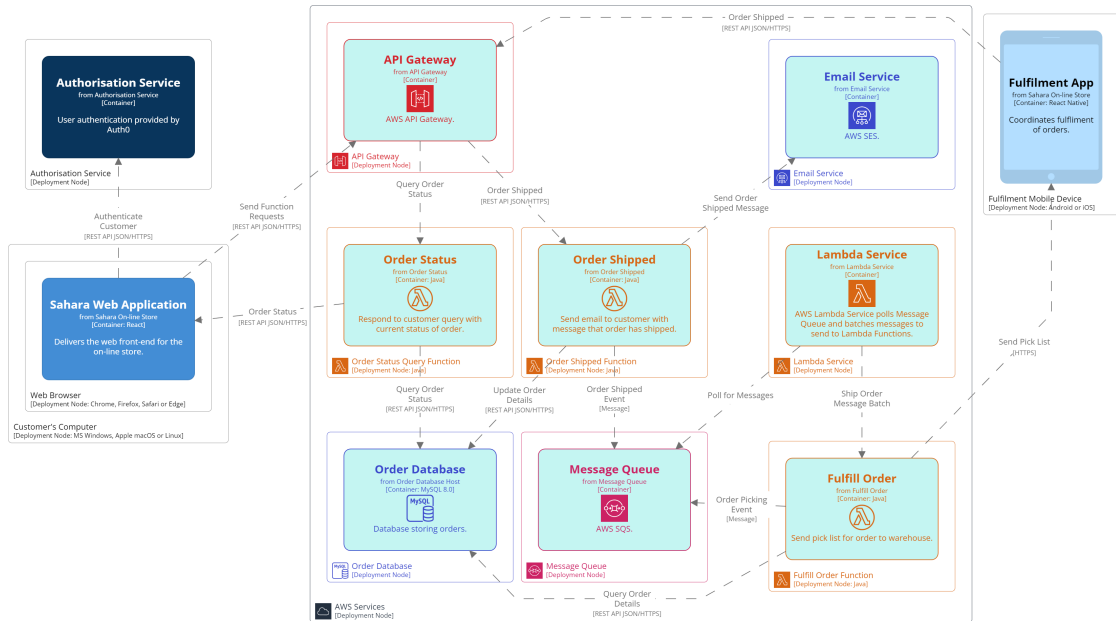 Order Shipped
[REST API JSON/HTTPS]
Authorisation Service
from Authorisation Service
[Container]
User authentication provided by
Auth0
Authorisation Service
[Deployment Node]
API Gateway
from API Gateway
[Container]
AWS API Gateway.
API Gateway
[Deployment Node]
Email Service
from Email Service
[Container]
AWS SES.
Email Service
[Deployment Node]
Fulfilment App
from Sahara On-line Store
[Container: React Native]
Coordinates fulfliment
of orders.
Fulfilment Mobile Device
[Deployment Node: Android or iOS]
Authenticate
Customer
[REST API JSON/HTTPS]
Send Function
Requests
[REST API JSON/HTTPS]
Query Order
Status
Order Shipped
[REST API JSON/HTTPS]
Send Order
Shipped Message
Sahara Web Application
from Sahara On-line Store
[Container: React]
Delivers the web front-end for the
on-line store.
Web Browser
[Deployment Node: Chrome, Firefox, Safari or Edge]
Customer's Computer
[Deployment Node: MS Windows, Apple macOS or Linux]
Order Status
[REST API JSON/HTTPS]
Order Status
from Order Status
[Container: Java]
Respond to customer query with
current status of order.
Order Status Query Function
[Deployment Node: Java]
Order Shipped
from Order Shipped
[Container: Java]
Send email to customer with
message that order has shipped.
Order Shipped Function
[Deployment Node: Java]
Lambda Service
from Lambda Service
[Container]
AWS Lambda Service polls Message
Queue and batches messages to
send to Lambda Functions.
Lambda Service
[Deployment Node]
Send Pick List
[HTTPS]
Query Order
Status
[REST API JSON/HTTPS]
Update Order
Details
[REST API JSON/HTTPS]
Order Shipped
Event
[Message]
Poll for Messages
Ship Order
Message Batch
Order Database
from Order Database Host
[Container: MySQL 8.0]
MySQL
Database storing orders.
MySQL
Order Database
[Deployment Node]
Message Queue
from Message Queue
[Container]
AWS SQS.
Message Queue
[Deployment Node]
Order Picking
Event
[Message]
Fulfill Order
from Fulfill Order
[Container: Java]
Send pick list for order to warehouse.
Fulfill Order Function
[Deployment Node: Java]
Query Order
Details
[REST API JSON/HTTPS]
AWS Services
[Deployment Node]